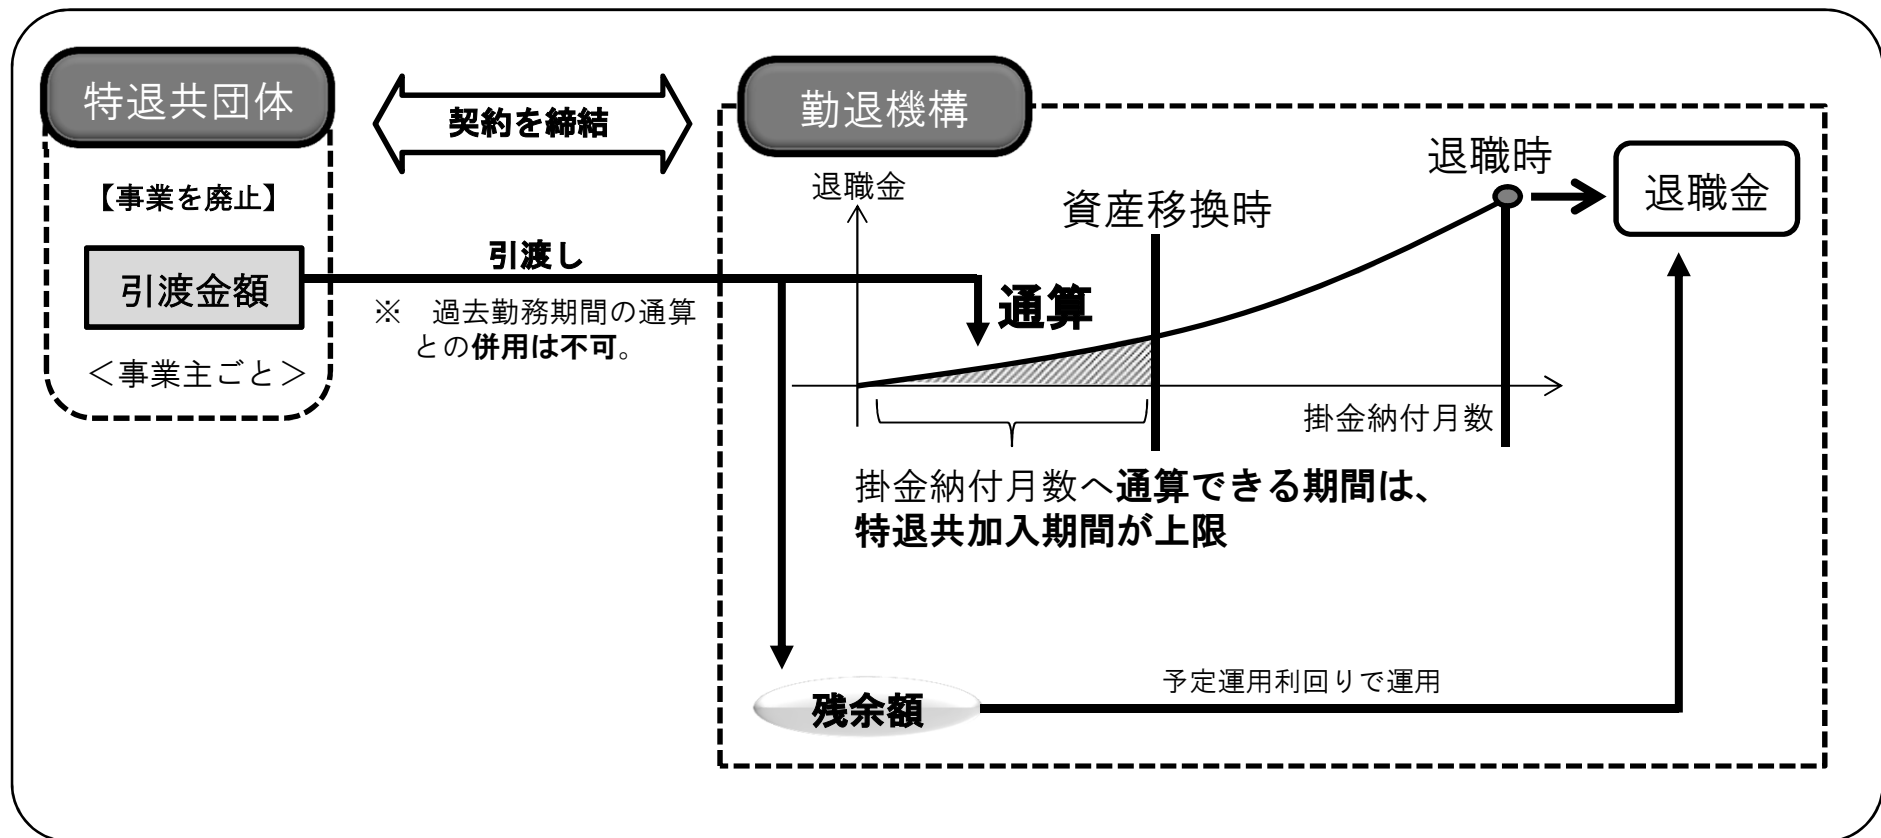 特退共団体
契約を締結
勤退機構
【事業を廃止】
引渡金額
＜事業主ごと＞
引渡し
※　過去勤務期間の通算
との併用は不可。
退職金
資産移換時
退職時
退職金
通算
掛金納付月数
掛金納付月数へ通算できる期間は、
特退共加入期間が上限
残余額
予定運用利回りで運用